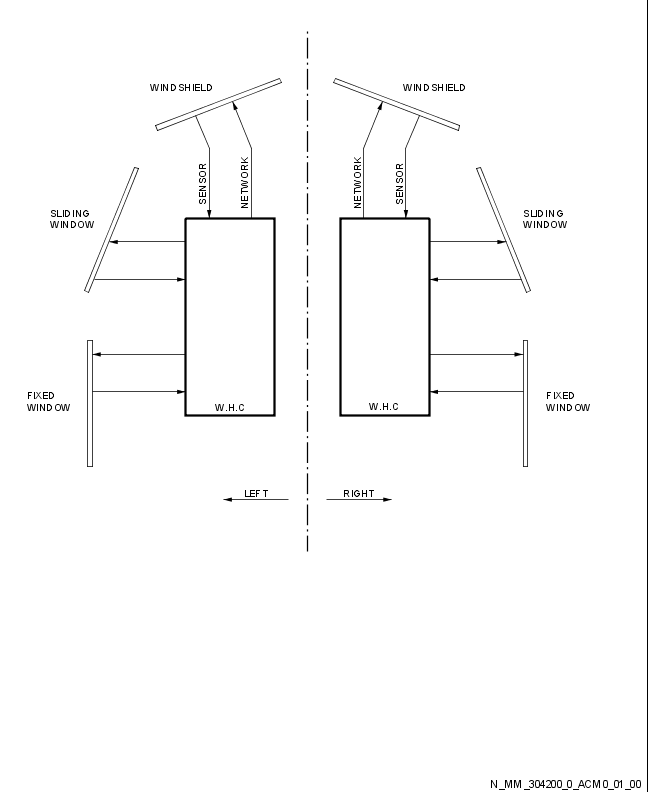 WINDSHIELD
WINDSHIELD
SENSOR
NETWORK
NETWORK
SENSOR
SLIDING
WINDOW
SLIDING
WINDOW
FIXED
WINDOW
W.H.C
W.H.C
FIXED
WINDOW
LEFT
RIGHT
N_MM_304200_0_ACM0_01_00